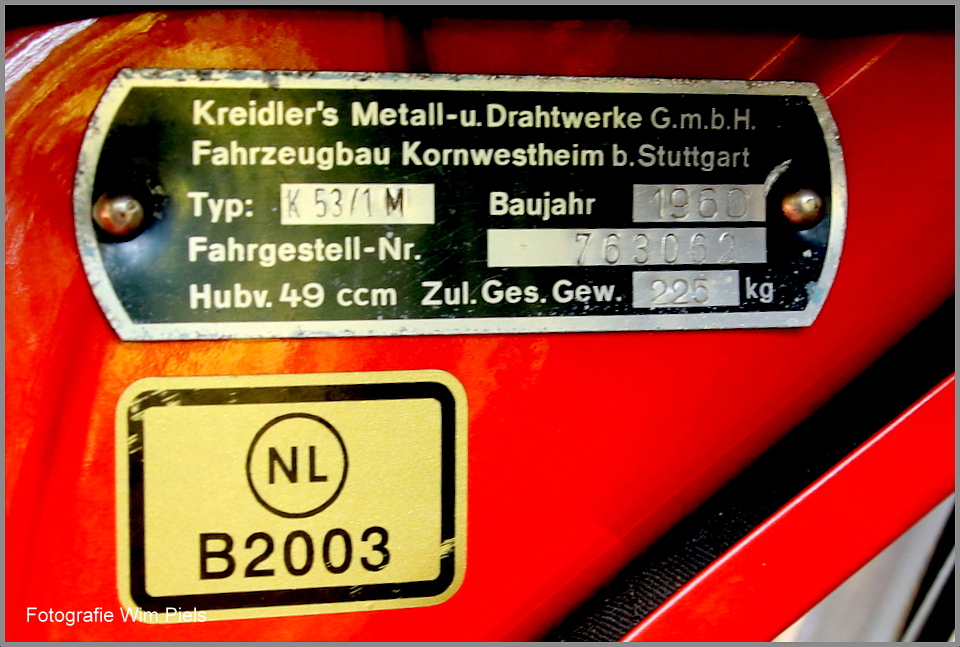 Kreidler's Metall-u. Drahtwerke G.m.b.H.
Fahrzeugbau Kornwestheim b. Stuttgart
Typ: K 53/1 M Baujahr 1960
Fahrgestell-Nr. 763062
Hubv. 49 ccm Zul. Ges. Gew. 225 kg
NL
B2003
Fotografie Wim Piels